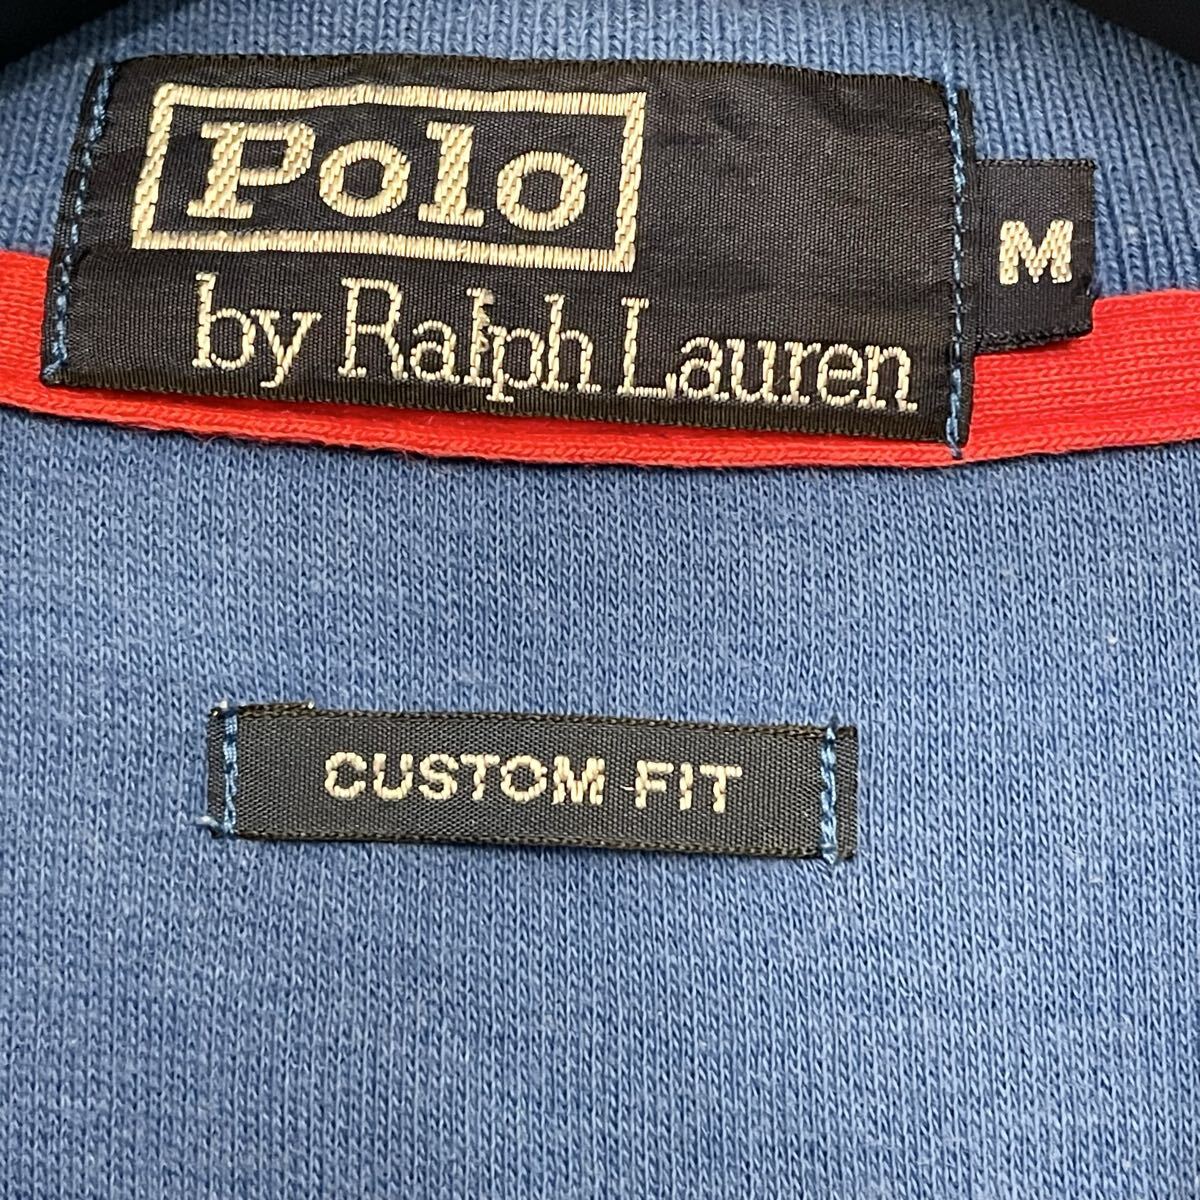 Polo
by Ralph Lauren
M
CUSTOM FIT